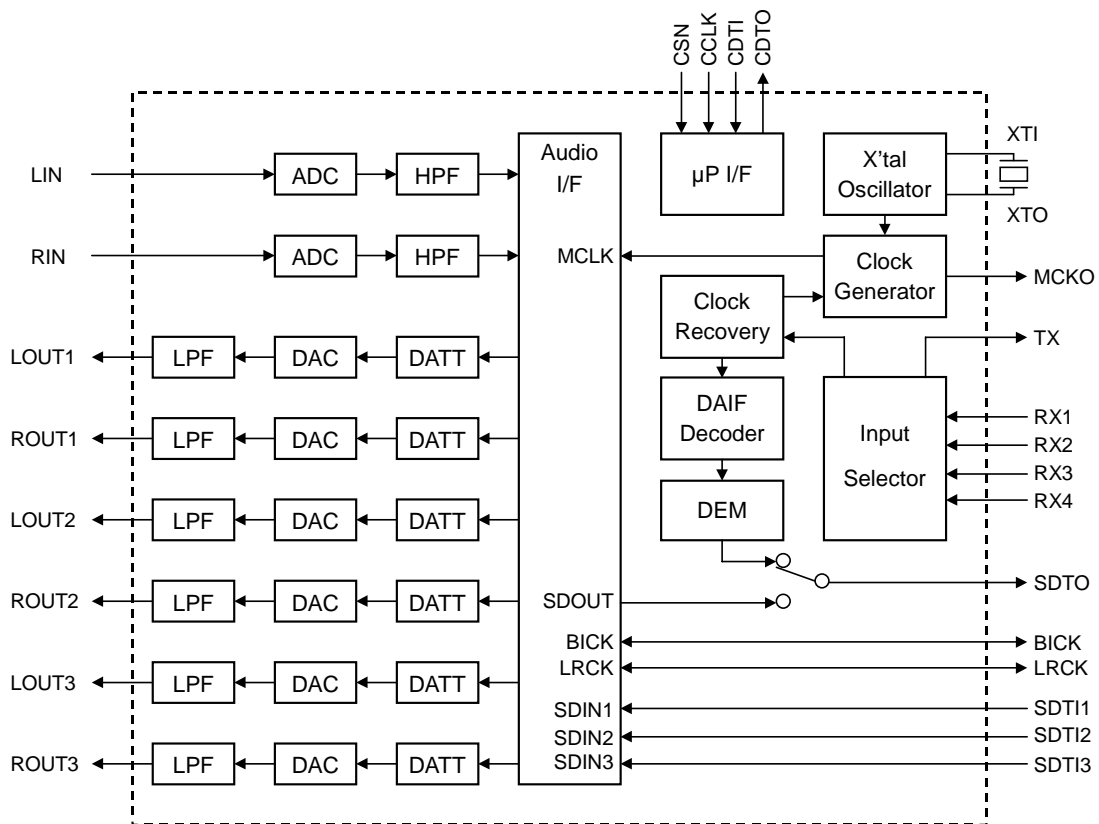 CSN
CCLK
CDTI
CDTO
LIN
ADC
HPF
Audio
I/F
µP I/F
X'tal
Oscillator
XTI
XTO
RIN
ADC
HPF
MCLK
Clock
Generator
MCKO
Clock
Recovery
TX
LOUT1
LPF
DAC
DATT
DAIF
Decoder
Input
Selector
RX1
RX2
RX3
RX4
ROUT1
LPF
DAC
DATT
LOUT2
LPF
DAC
DATT
DEM
ROUT2
LPF
DAC
DATT
SDOUT
SDTO
BICK
BICK
LRCK
LRCK
LOUT3
LPF
DAC
DATT
SDIN1
SDTI1
SDIN2
SDTI2
SDIN3
SDTI3
ROUT3
LPF
DAC
DATT